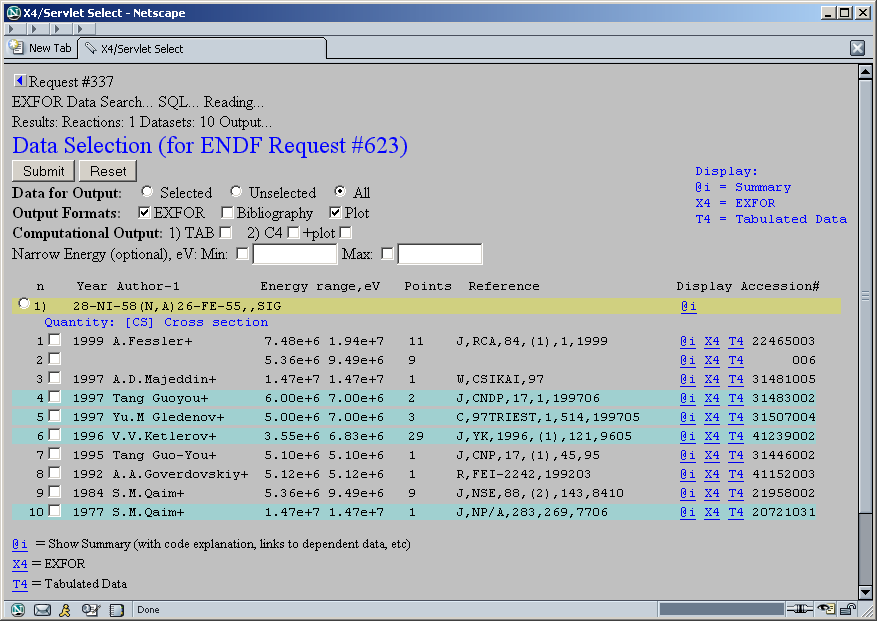 X4/Servlet Select - Netscape
New Tab X4/Servlet Select
Request #337
EXFOR Data Search... SQL... Reading...
Results: Reactions: 1 Datasets: 10 Output...
Data Selection (for ENDF Request #623)
Submit Reset
Data for Output: Selected Unselected All
Output Formats: EXFOR Bibliography Plot
Computational Output: 1) TAB 2) C4 +plot
Narrow Energy (optional), eV: Min: Max:
Display:
@i = Summary
X4 = EXFOR
T4 = Tabulated Data
n Year Author-1 Energy range,eV Points Reference Display Accession#
1) 28-NI-58(N,A)26-FE-55,,SIG @i
Quantity: [CS] Cross section
1 1999 A.Fessler+ 7.48e+6 1.94e+7 11 J,RCA,84,(1),1,1999 @i X4 T4 22465003
2 5.36e+6 9.49e+6 9 @i X4 T4 006
3 1997 A.D.Majeddin+ 1.47e+7 1.47e+7 1 W,CSIKAI,97 @i X4 T4 31481005
4 1997 Tang Guoyou+ 6.00e+6 7.00e+6 2 J,CNDP,17,1,199706 @i X4 T4 31483002
5 1997 Yu.M Gledenov+ 5.00e+6 7.00e+6 3 C,97TRIEST,1,514,199705 @i X4 T4 31507004
6 1996 V.V.Ketlerov+ 3.55e+6 6.83e+6 29 J,YK,1996,(1),121,9605 @i X4 T4 41239002
7 1995 Tang Guo-You+ 5.10e+6 5.10e+6 1 J,CNP,17,(1),45,95 @i X4 T4 31446002
8 1992 A.A.Goverdovskiy+ 5.12e+6 5.12e+6 1 R,FEI-2242,199203 @i X4 T4 41152003
9 1984 S.M.Qaim+ 5.36e+6 9.49e+6 9 J,NSE,88,(2),143,8410 @i X4 T4 21958002
10 1977 S.M.Qaim+ 1.47e+7 1.47e+7 1 J,NP/A,283,269,7706 @i X4 T4 20721031
@i = Show Summary (with code explanation, links to dependent data, etc)
X4 = EXFOR
T4 = Tabulated Data
Done